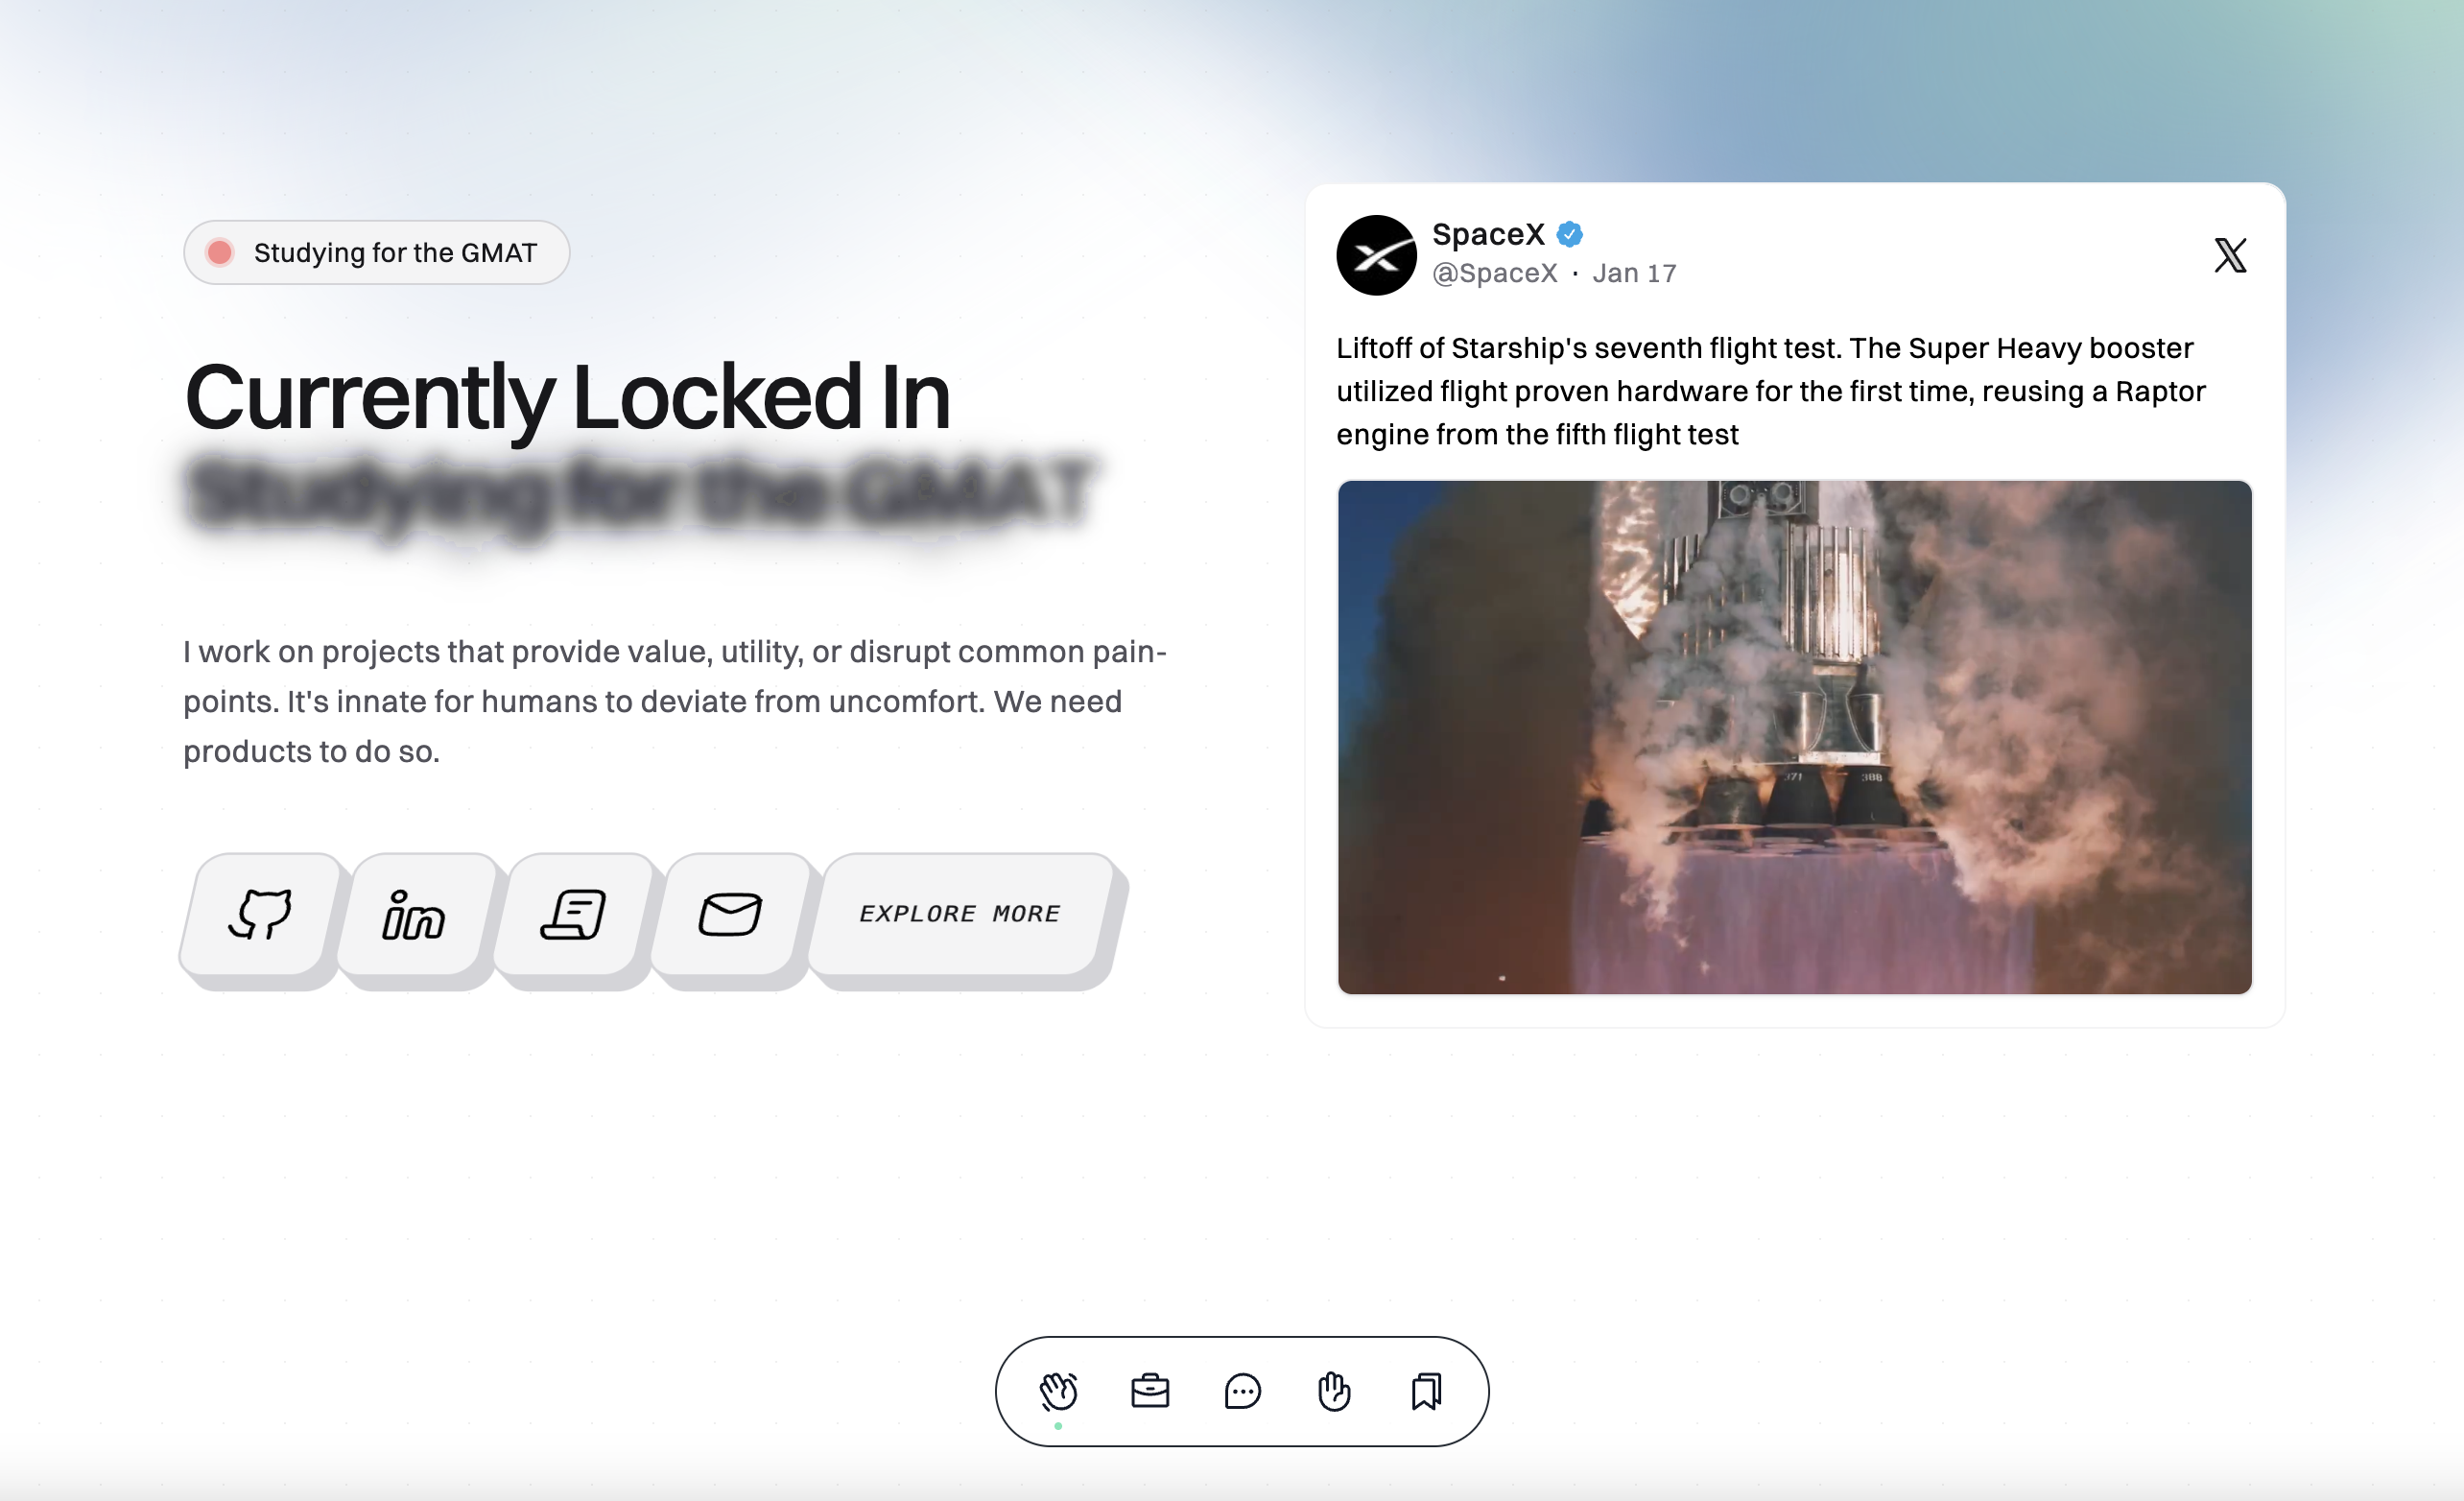 Studying for the GMAT
Currently Locked In
Studying for the GMAT
I work on projects that provide value, utility, or disrupt common pain-
points. It's innate for humans to deviate from uncomfort. We need
products to do so.
EXPLORE MORE
SpaceX
@SpaceX · Jan 17
Liftoff of Starship's seventh flight test. The Super Heavy booster
utilized flight proven hardware for the first time, reusing a Raptor
engine from the fifth flight test
371
388